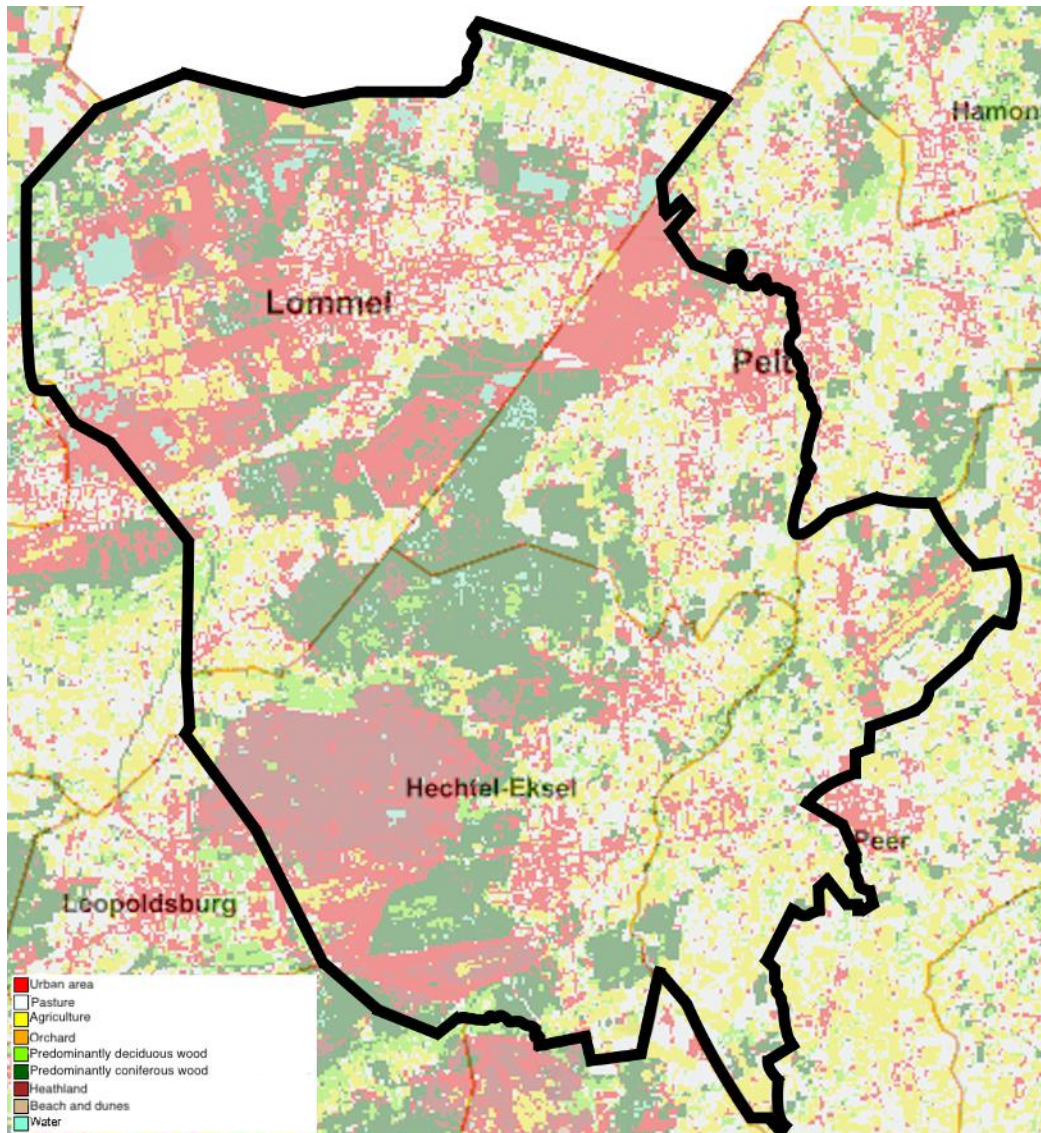 Hamon
Lommel
Pelt
Hechtel-Eksel
Peer
Leopoldsburg
Urban area
Pasture
Agriculture
Orchard
Predominantly deciduous wood
Predominantly coniferous wood
Heathland
Beach and dunes
Water